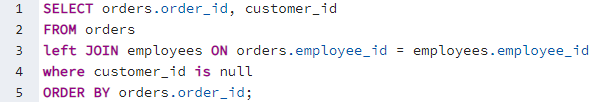 1 SELECT orders.order_id, customer_id
2 FROM orders
3 left JOIN employees ON orders.employee_id = employees.employee_id
4 where customer_id is null
5 ORDER BY orders.order_id;